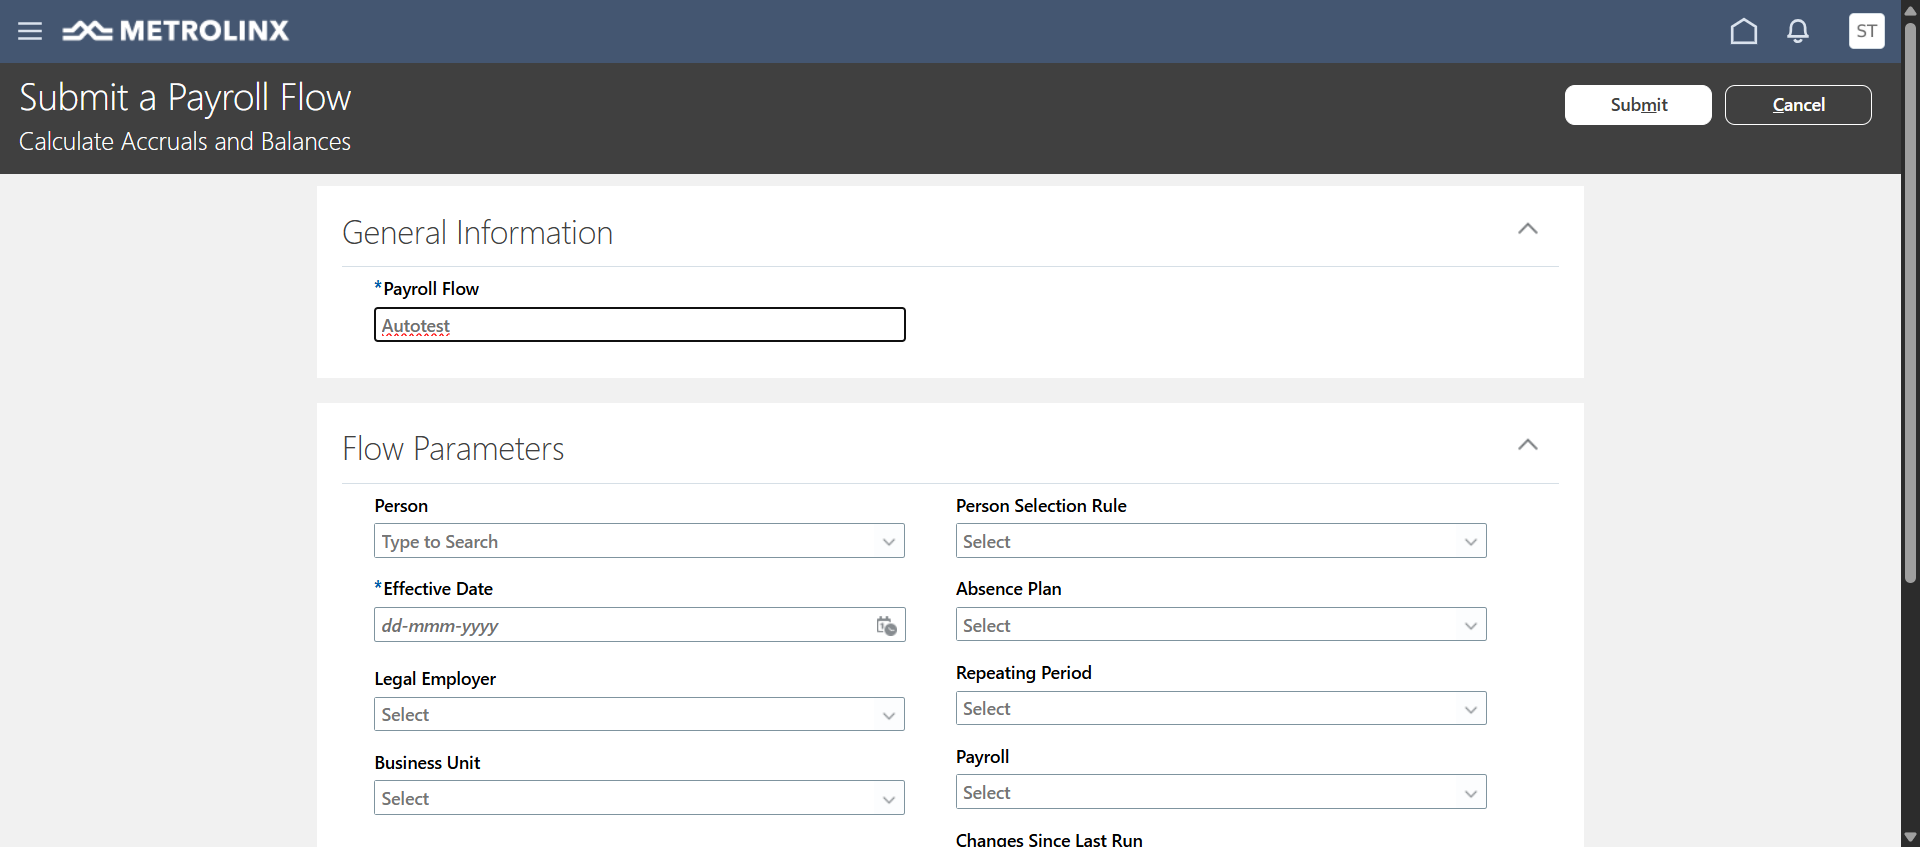 METROLINX
ST
Submit a Payroll Flow
Calculate Accruals and Balances
Submit
Cancel
General Information
*Payroll Flow
Autotest
Flow Parameters
Person
Type to Search
Person Selection Rule
Select
*Effective Date
dd-mmm-yyyy
Absence Plan
Select
Legal Employer
Select
Repeating Period
Select
Business Unit
Select
Payroll
Select
Changes Since Last Run